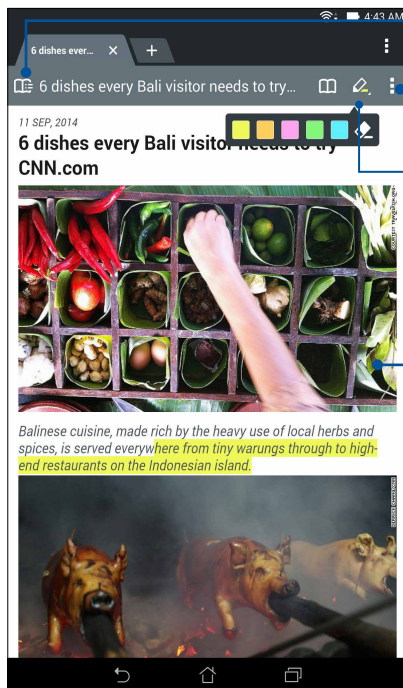 4:43 AM
6 dishes ever...
6 dishes every Bali visitor needs to try...
11 SEP, 2014
6 dishes every Bali visitor needs to try
CNN.com
Balinese cuisine, made rich by the heavy use of local herbs and
spices, is served everywhere from tiny warungs through to high-
end restaurants on the Indonesian island.